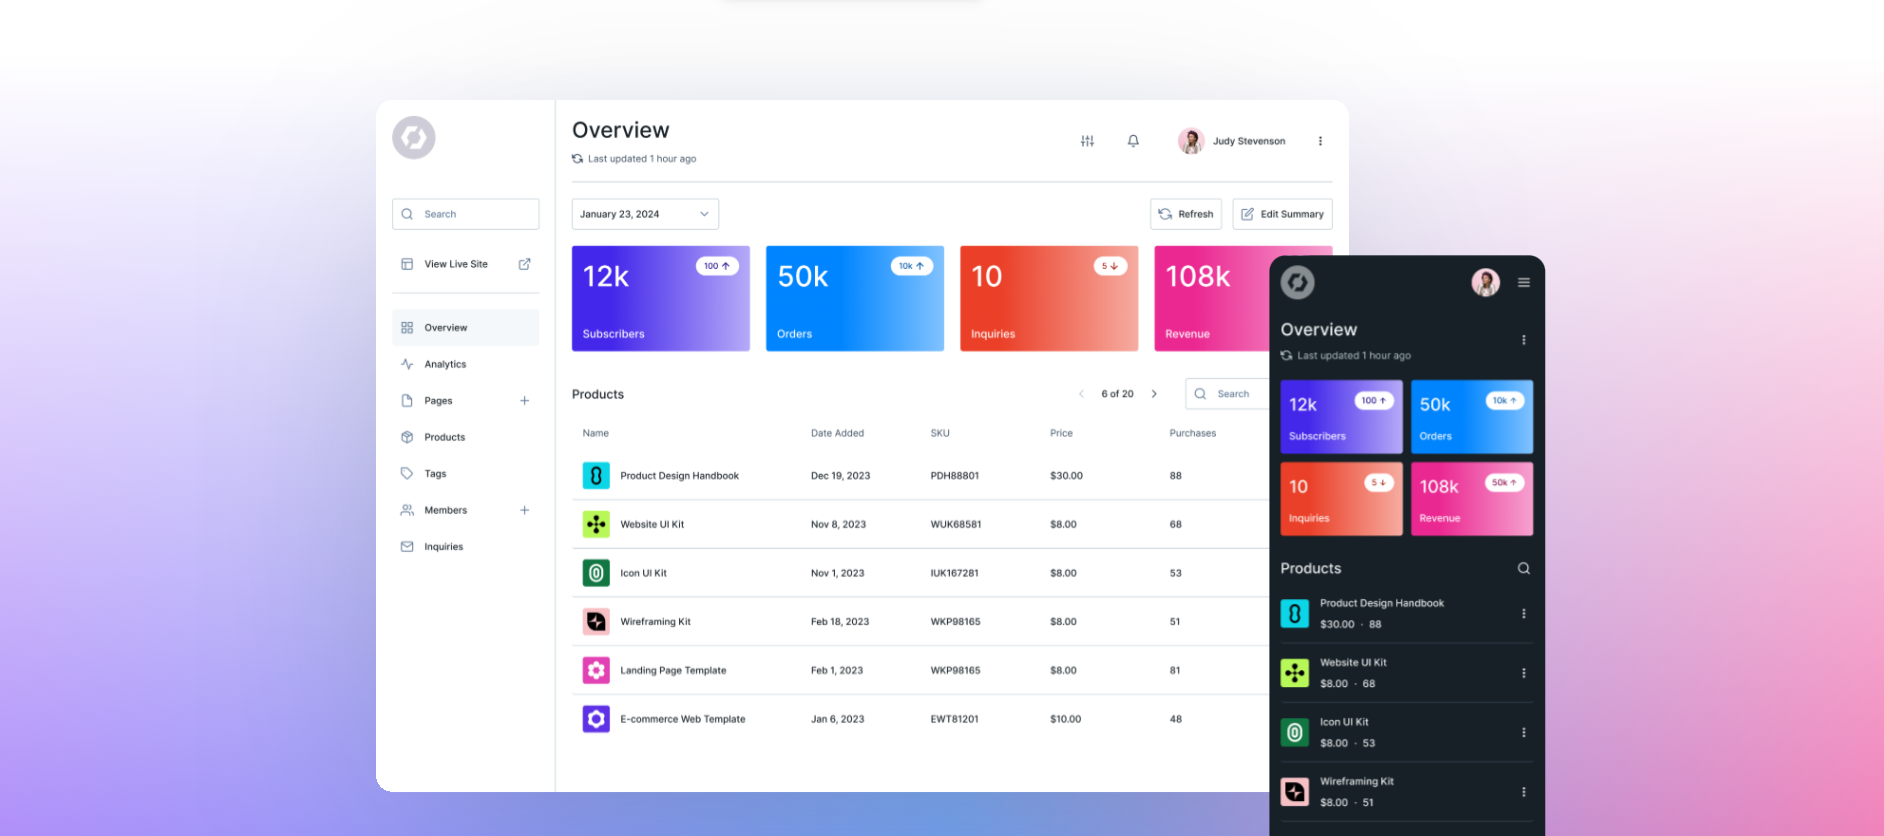 Overview
Last updated 1 hour ago
Judy Stevenson
Search
View Live Site
Overview
Analytics
Pages
Products
Tags
Members
Inquiries
January 23, 2024
Refresh
Edit Summary
12k
100 ↑
Subscribers
50k
10k ↑
Orders
10
5 ↓
Inquiries
108k
Revenue
Products
6 of 20
Search
Name Date Added SKU Price Purchases
Product Design Handbook Dec 19, 2023 PDH88801 $30.00 88
Website UI Kit Nov 8, 2023 WUK68581 $8.00 68
Icon UI Kit Nov 1, 2023 IUK167281 $8.00 53
Wireframing Kit Feb 18, 2023 WKP98165 $8.00 51
Landing Page Template Feb 1, 2023 WKP98165 $8.00 81
E-commerce Web Template Jan 6, 2023 EWT81201 $10.00 48
Overview
Last updated 1 hour ago
12k
100 ↑
Subscribers
50k
10k ↑
Orders
10
5 ↓
Inquiries
108k
50k ↑
Revenue
Products
Product Design Handbook
$30.00 · 88
Website UI Kit
$8.00 · 68
Icon UI Kit
$8.00 · 53
Wireframing Kit
$8.00 · 51